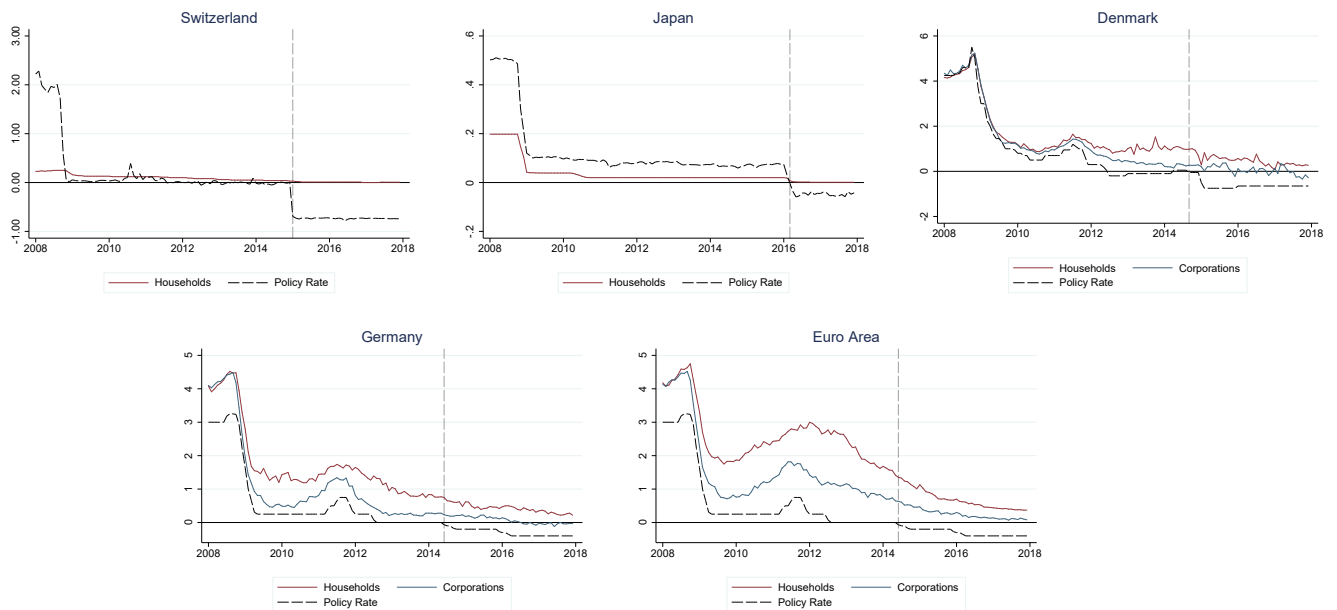 Switzerland
3.00
2.00
1.00
0.00
-1.00
2008 2010 2012 2014 2016 2018
Households Policy Rate
Japan
.6
.4
.2
0
-.2
2008 2010 2012 2014 2016 2018
Households Policy Rate
Denmark
6
4
2
0
-2
2008 2010 2012 2014 2016 2018
Households Corporations
Policy Rate
Germany
5
4
3
2
1
0
2008 2010 2012 2014 2016 2018
Households Corporations
Policy Rate
Euro Area
5
4
3
2
1
0
2008 2010 2012 2014 2016 2018
Households Corporations
Policy Rate